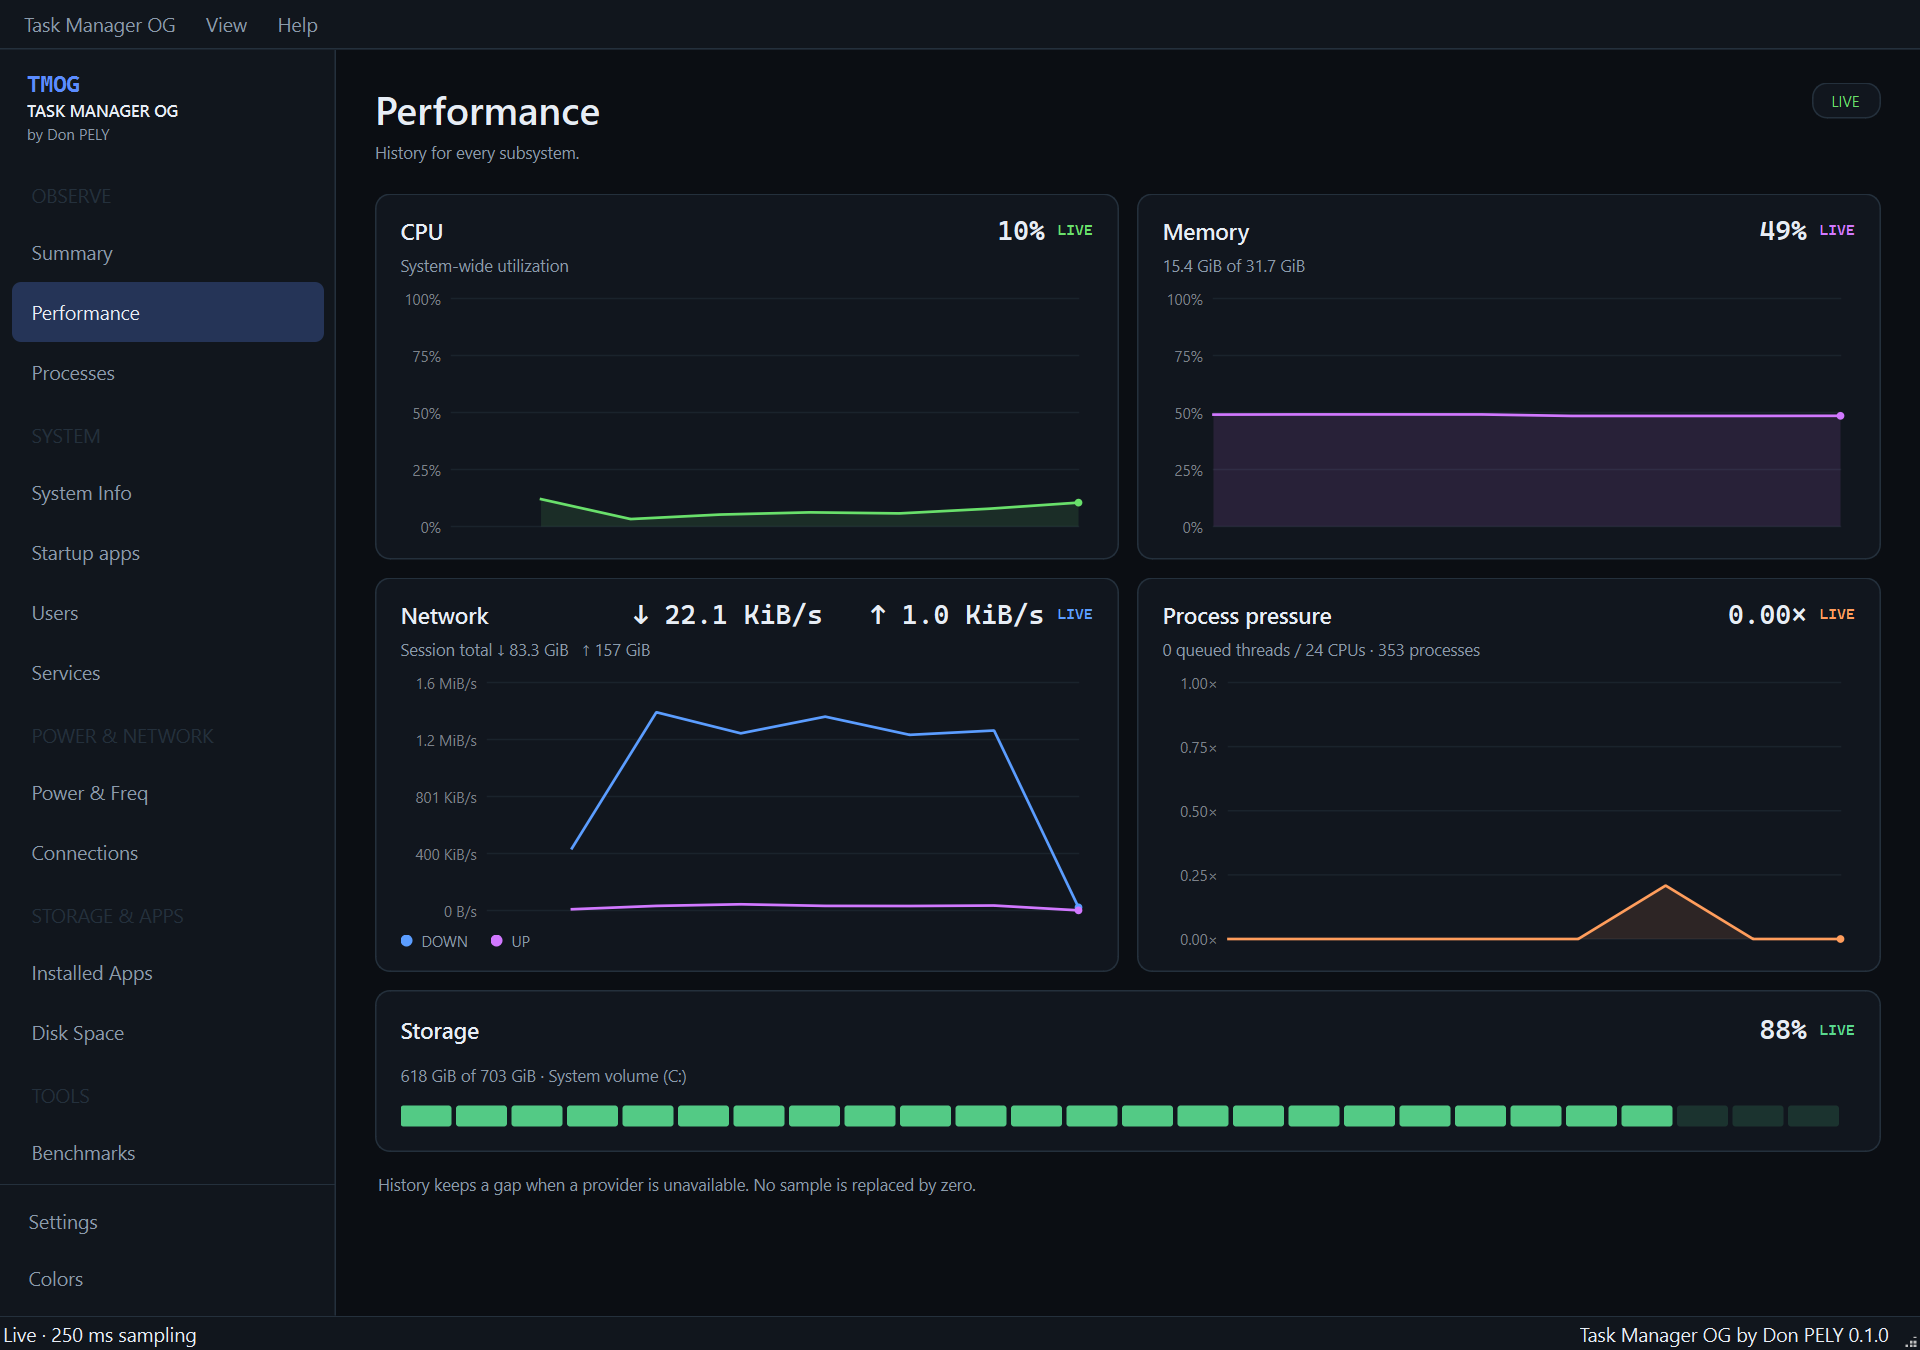 Task Manager OG View Help
TMOG
TASK MANAGER OG
by Don PELY
OBSERVE
Summary
Performance
Processes
SYSTEM
System Info
Startup apps
Users
Services
POWER & NETWORK
Power & Freq
Connections
STORAGE & APPS
Installed Apps
Disk Space
TOOLS
Benchmarks
Settings
Colors
Performance
LIVE
History for every subsystem.
CPU 10% LIVE
System-wide utilization
100%
75%
50%
25%
0%
Memory 49% LIVE
15.4 GiB of 31.7 GiB
100%
75%
50%
25%
0%
Network ↓ 22.1 KiB/s ↑ 1.0 KiB/s LIVE
Session total ↓ 83.3 GiB ↑ 157 GiB
1.6 MiB/s
1.2 MiB/s
801 KiB/s
400 KiB/s
0 B/s
DOWN UP
Process pressure 0.00× LIVE
0 queued threads / 24 CPUs · 353 processes
1.00×
0.75×
0.50×
0.25×
0.00×
Storage 88% LIVE
618 GiB of 703 GiB · System volume (C:)
History keeps a gap when a provider is unavailable. No sample is replaced by zero.
Live · 250 ms sampling
Task Manager OG by Don PELY 0.1.0